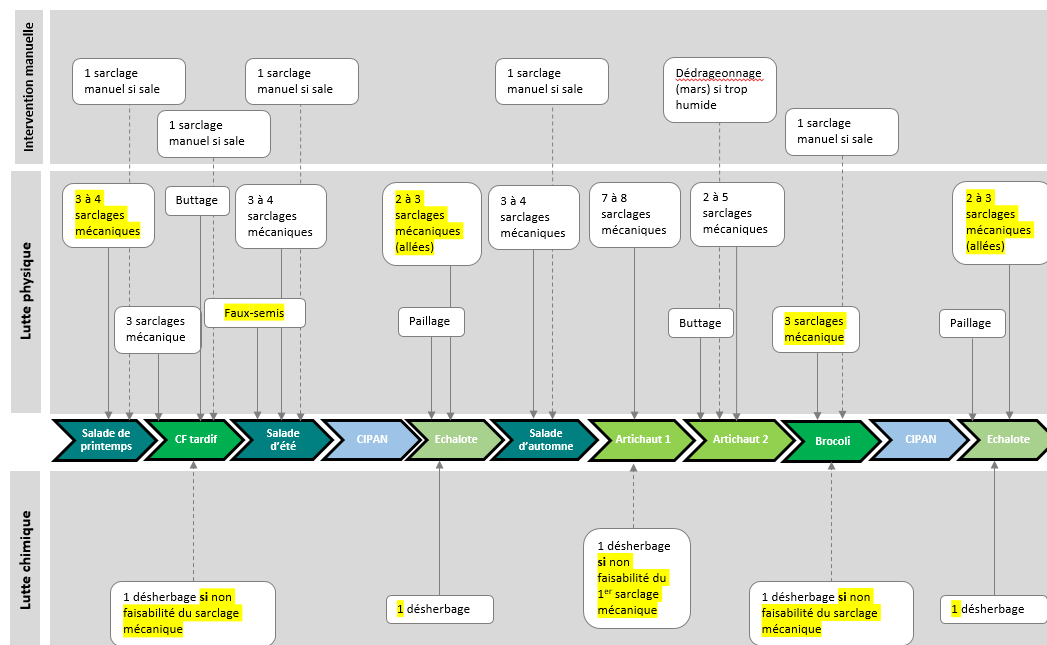 Intervention manuelle
1 sarclage
manuel si sale
1 sarclage
manuel si sale
1 sarclage
manuel si sale
1 sarclage
manuel si sale
Dédrageonnage
(mars) si trop
humide
1 sarclage
manuel si sale
Lutte physique
3 à 4
sarclages
mécaniques
Buttage
3 à 4
sarclages
mécaniques
2 à 3
sarclages
mécaniques
(allées)
3 à 4
sarclages
mécaniques
7 à 8
sarclages
mécaniques
2 à 5
sarclages
mécaniques
2 à 3
sarclages
mécaniques
(allées)
3 sarclages
mécanique
Faux-semis
Paillage
Buttage
3 sarclages
mécanique
Paillage
Salade de
printemps
CF tardif
Salade
d'été
CIPAN
Echalote
Salade
d'automne
Artichaut 1
Artichaut 2
Brocoli
CIPAN
Echalote
Lutte chimique
1 désherbage si non
faisabilité du sarclage
mécanique
1 désherbage
1 désherbage
si non
faisabilité du
1er sarclage
mécanique
1 désherbage si non
faisabilité du sarclage
mécanique
1 désherbage